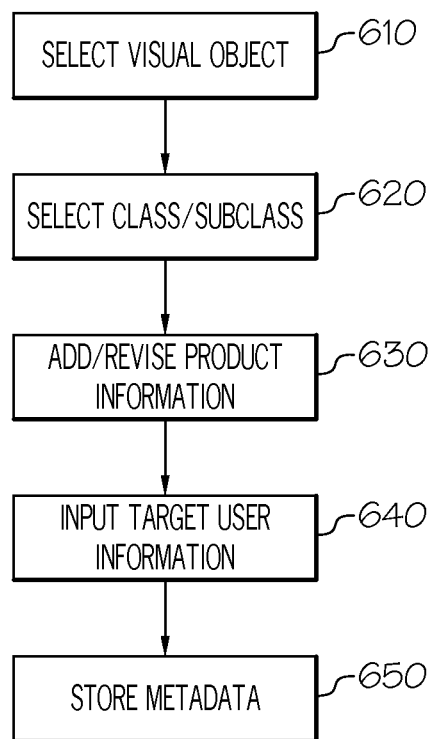 SELECT VISUAL OBJECT
610
SELECT CLASS/SUBCLASS
620
ADD/REVISE PRODUCT
INFORMATION
630
INPUT TARGET USER
INFORMATION
640
STORE METADATA
650